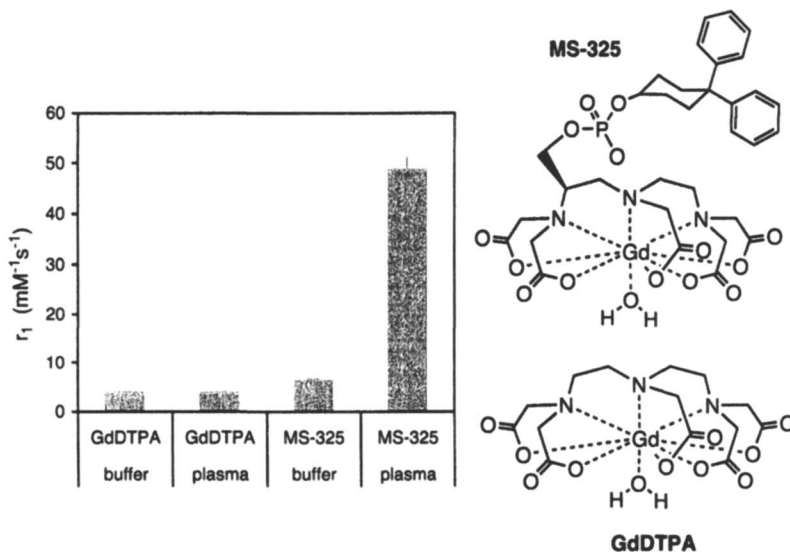 MS-325
60
50
40
30
20
10
0
r₁ (mM⁻¹s⁻¹)
GdDTPA buffer
GdDTPA plasma
MS-325 buffer
MS-325 plasma
O
O
O P
O
N N N
O O O O
O O Gd O O O
O
H H
N N N
O O O O
O O Gd O O O
O
H H
GdDTPA